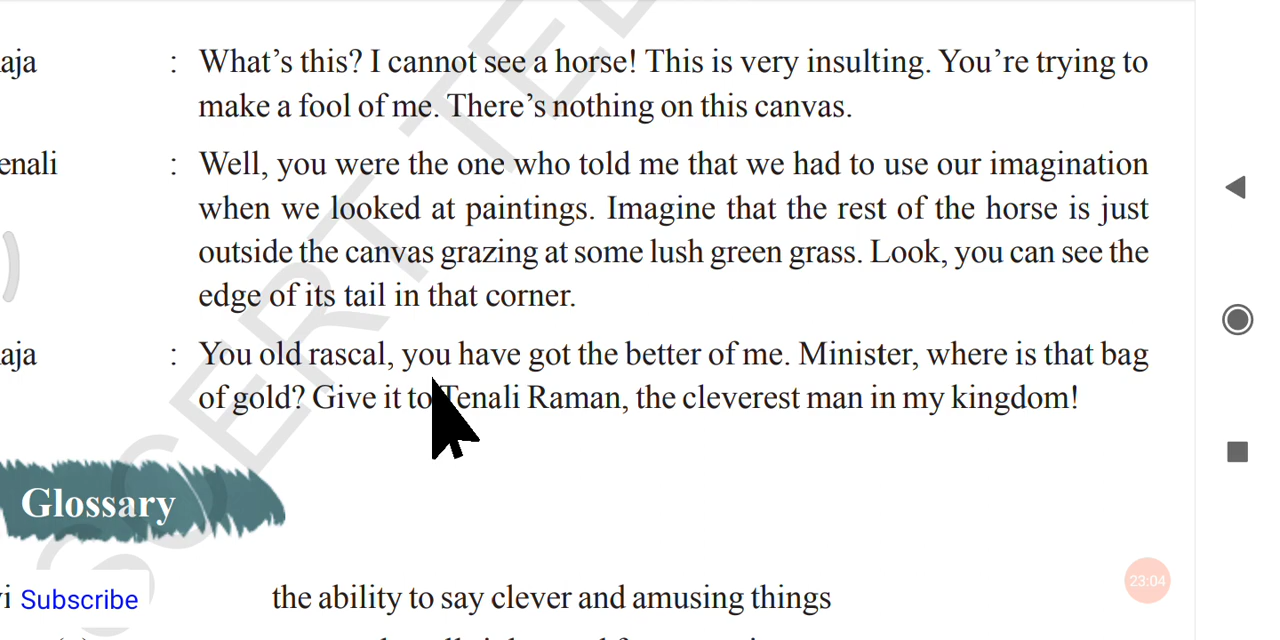 aja : What’s this? I cannot see a horse! This is very insulting. You’re trying to
make a fool of me. There’s nothing on this canvas.
enali : Well, you were the one who told me that we had to use our imagination
when we looked at paintings. Imagine that the rest of the horse is just
outside the canvas grazing at some lush green grass. Look, you can see the
edge of its tail in that corner.
aja : You old rascal, you have got the better of me. Minister, where is that bag
of gold? Give it to Tenali Raman, the cleverest man in my kingdom!
Glossary
23:04
Subscribe the ability to say clever and amusing things
SCERT TEL